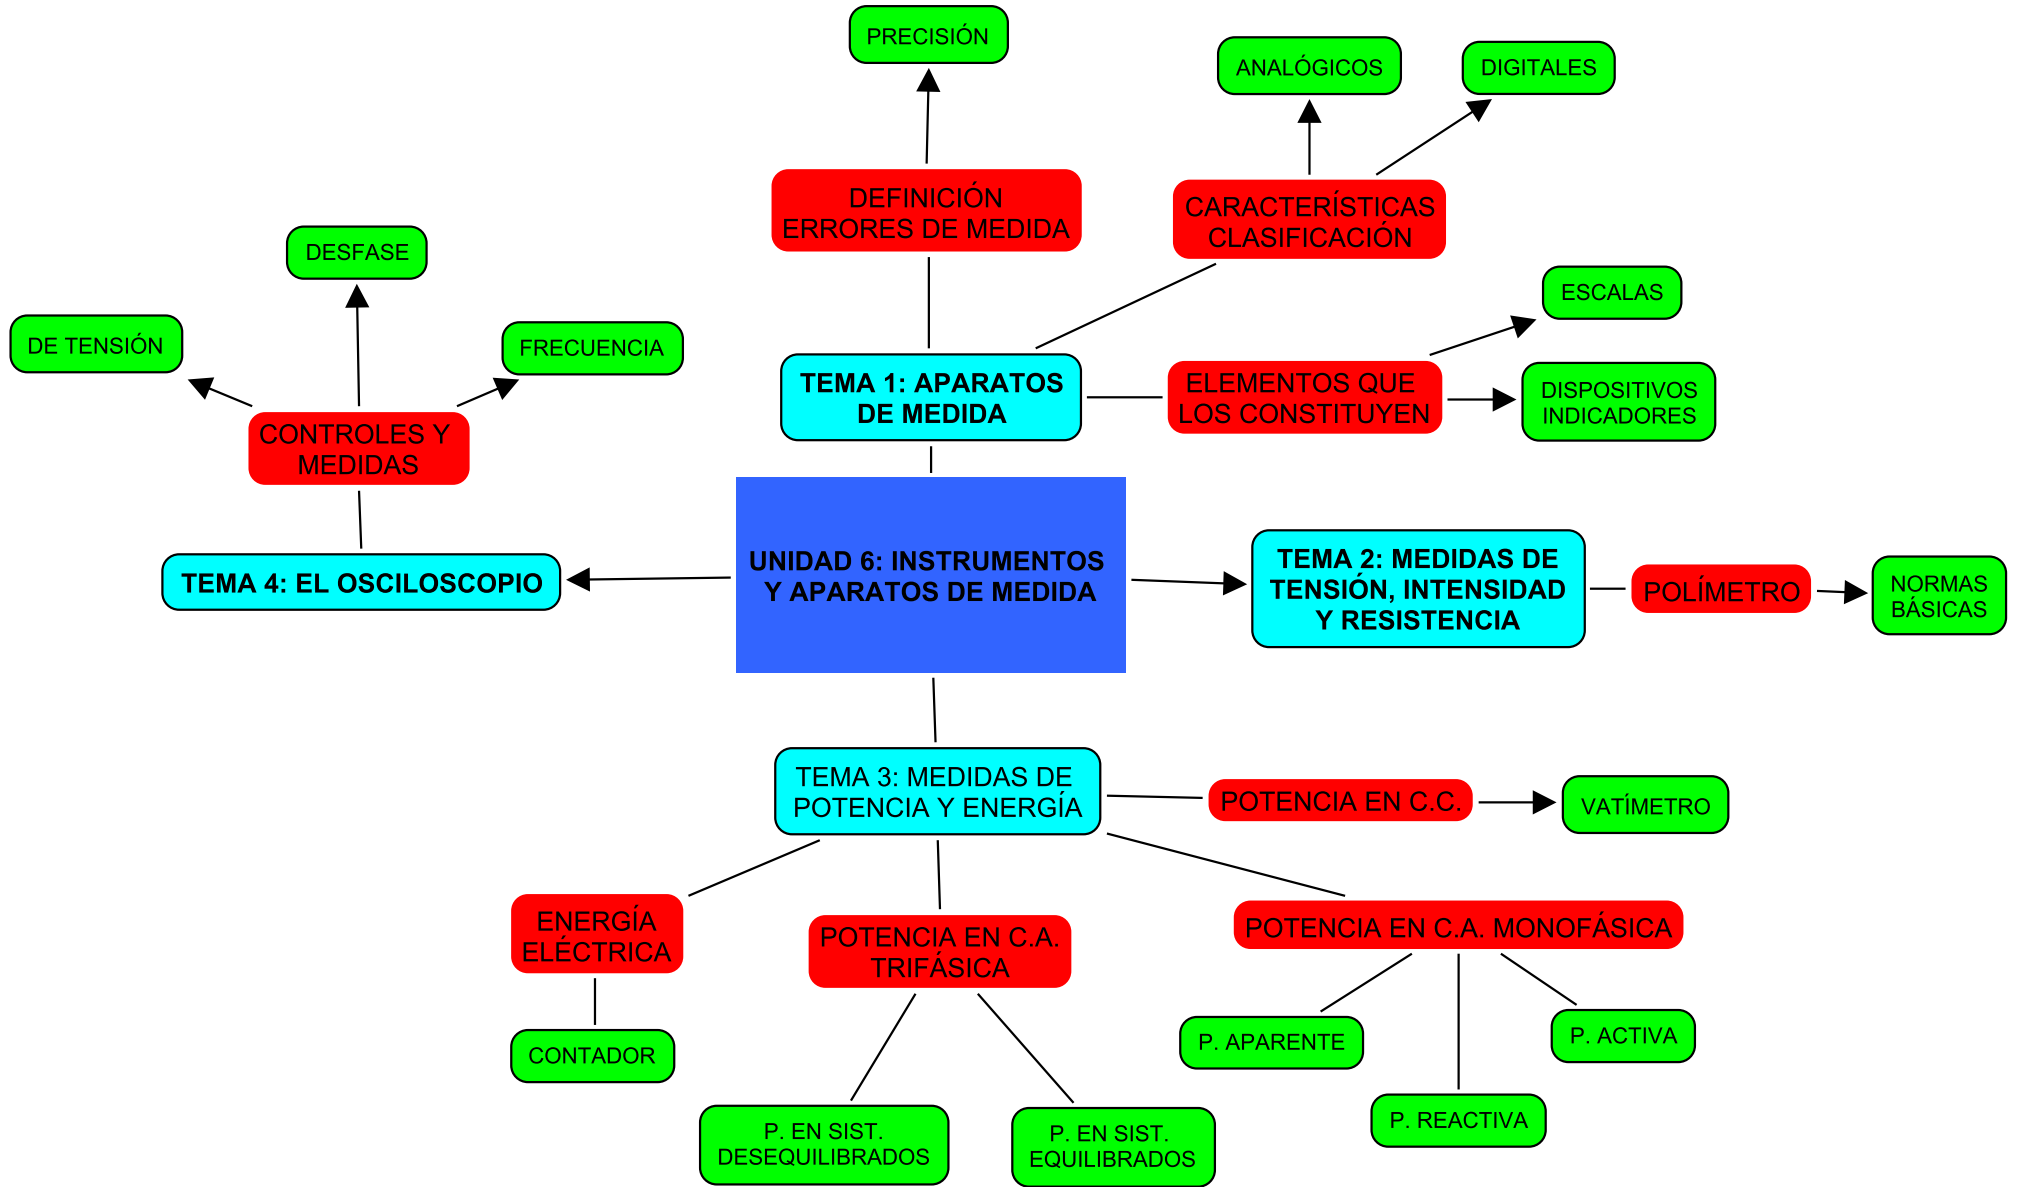 PRECISIÓN
ANALÓGICOS
DIGITALES
DEFINICIÓN
ERRORES DE MEDIDA
CARACTERÍSTICAS
CLASIFICACIÓN
DESFASE
DE TENSIÓN
FRECUENCIA
ESCALAS
TEMA 1: APARATOS
DE MEDIDA
ELEMENTOS QUE
LOS CONSTITUYEN
DISPOSITIVOS
INDICADORES
CONTROLES Y
MEDIDAS
TEMA 4: EL OSCILOSCOPIO
UNIDAD 6: INSTRUMENTOS
Y APARATOS DE MEDIDA
TEMA 2: MEDIDAS DE
TENSIÓN, INTENSIDAD
Y RESISTENCIA
POLÍMETRO
NORMAS
BÁSICAS
TEMA 3: MEDIDAS DE
POTENCIA Y ENERGÍA
POTENCIA EN C.C.
VATÍMETRO
ENERGÍA
ELÉCTRICA
POTENCIA EN C.A.
TRIFÁSICA
POTENCIA EN C.A. MONOFÁSICA
CONTADOR
P. APARENTE
P. ACTIVA
P. REACTIVA
P. EN SIST.
DESEQUILIBRADOS
P. EN SIST.
EQUILIBRADOS